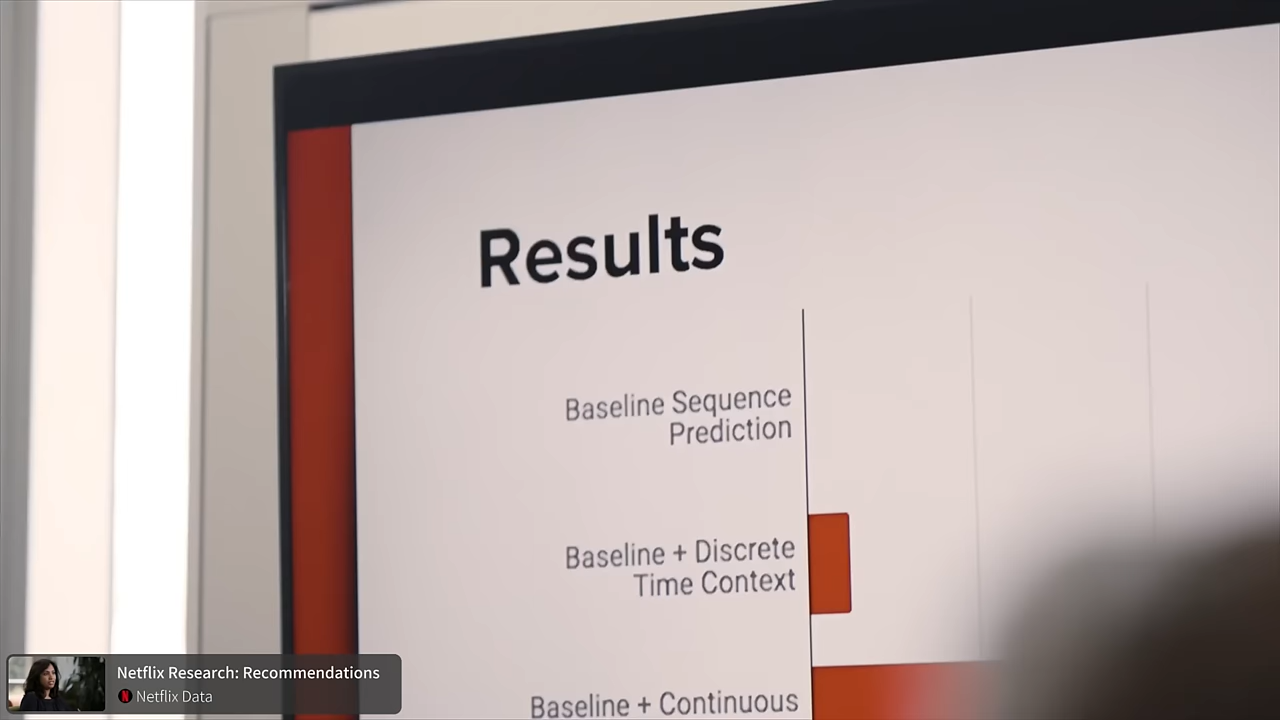 Results
Baseline Sequence
Prediction
Baseline + Discrete
Time Context
Baseline + Continuous
Netflix Research: Recommendations
Netflix Data